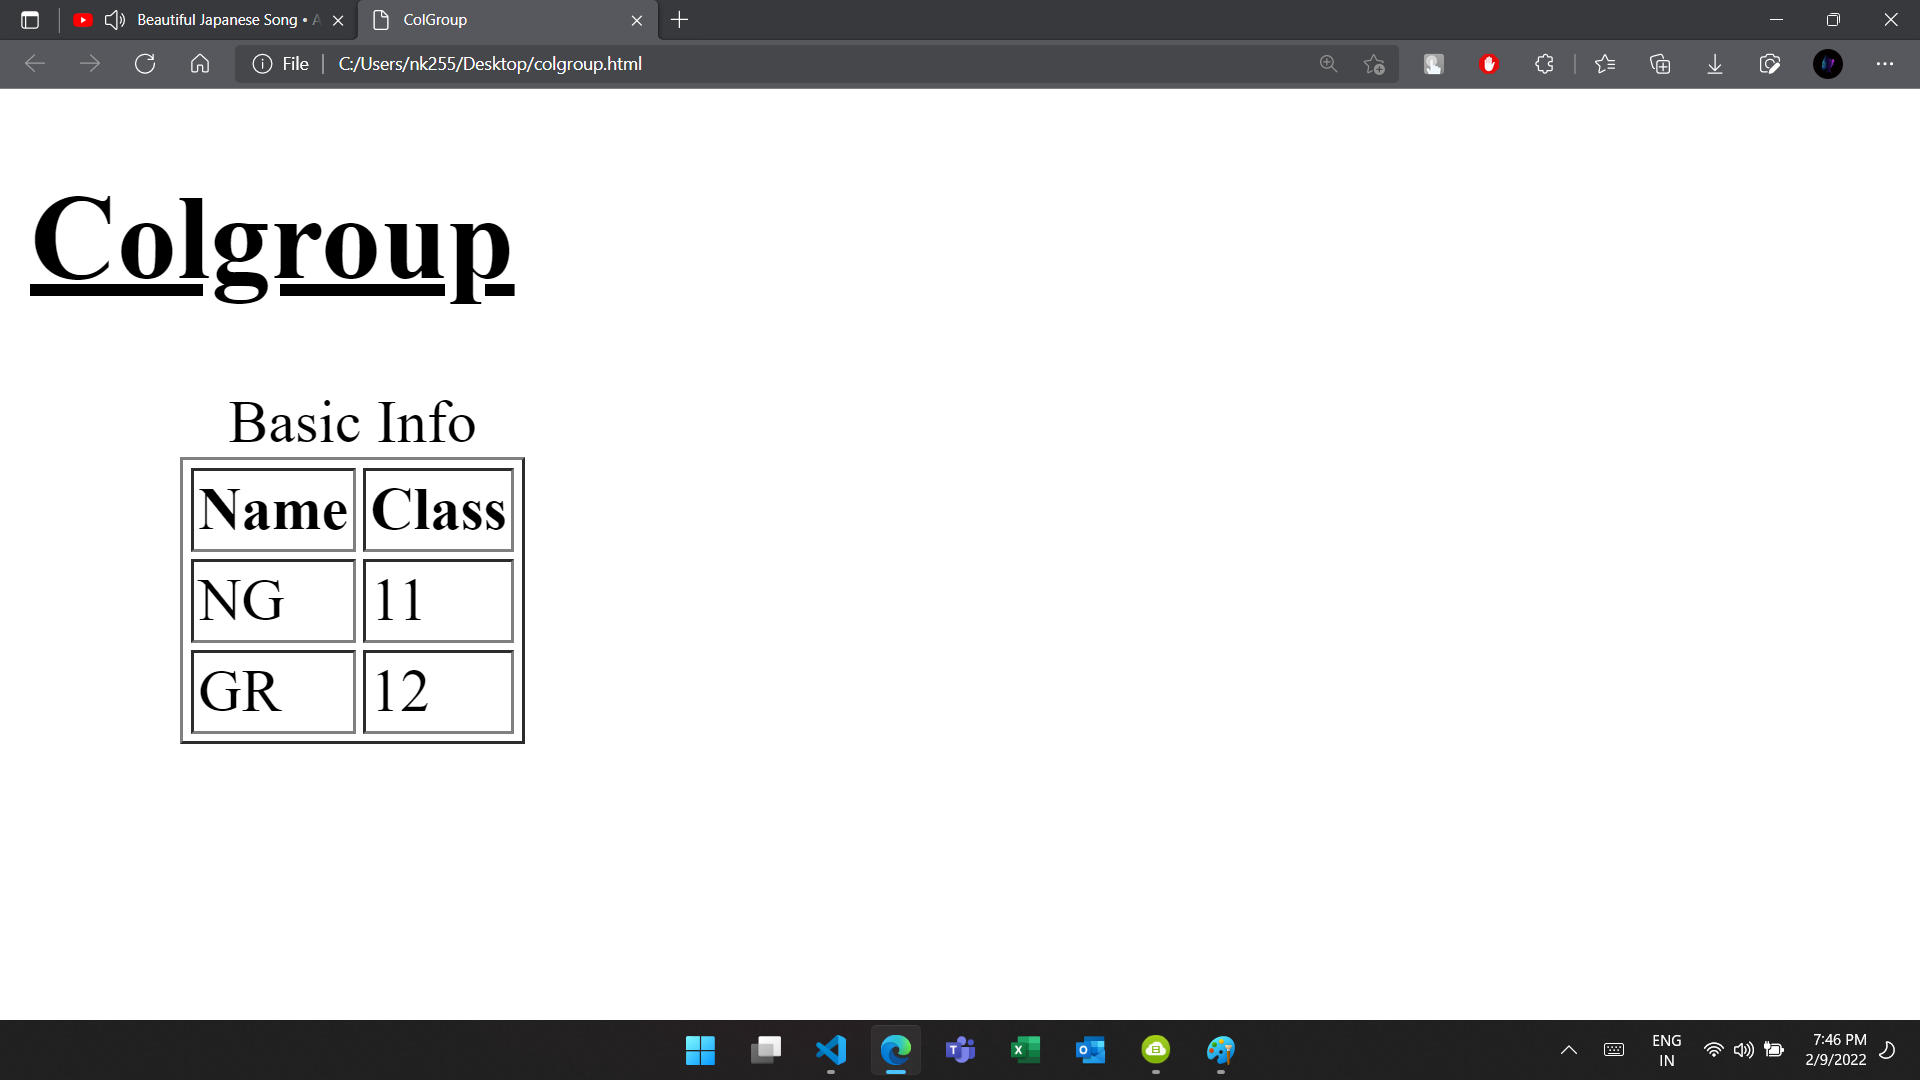 Beautiful Japanese Song •
ColGroup
File
C:/Users/nk255/Desktop/colgroup.html
Colgroup
Basic Info
Name Class
NG 11
GR 12
ENG
IN
7:46 PM
2/9/2022